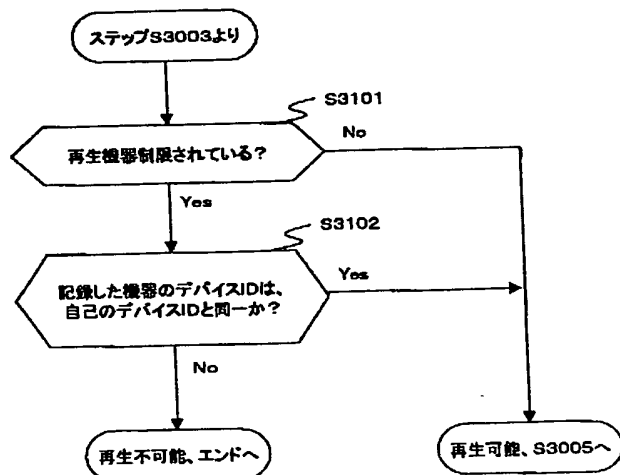 ステップS3003より
S3101
再生機器制限されている?
No
Yes
S3102
記録した機器のデバイスIDは、
自己のデバイスIDと同一か?
Yes
No
再生不可能、エンドへ
再生可能、S3005へ